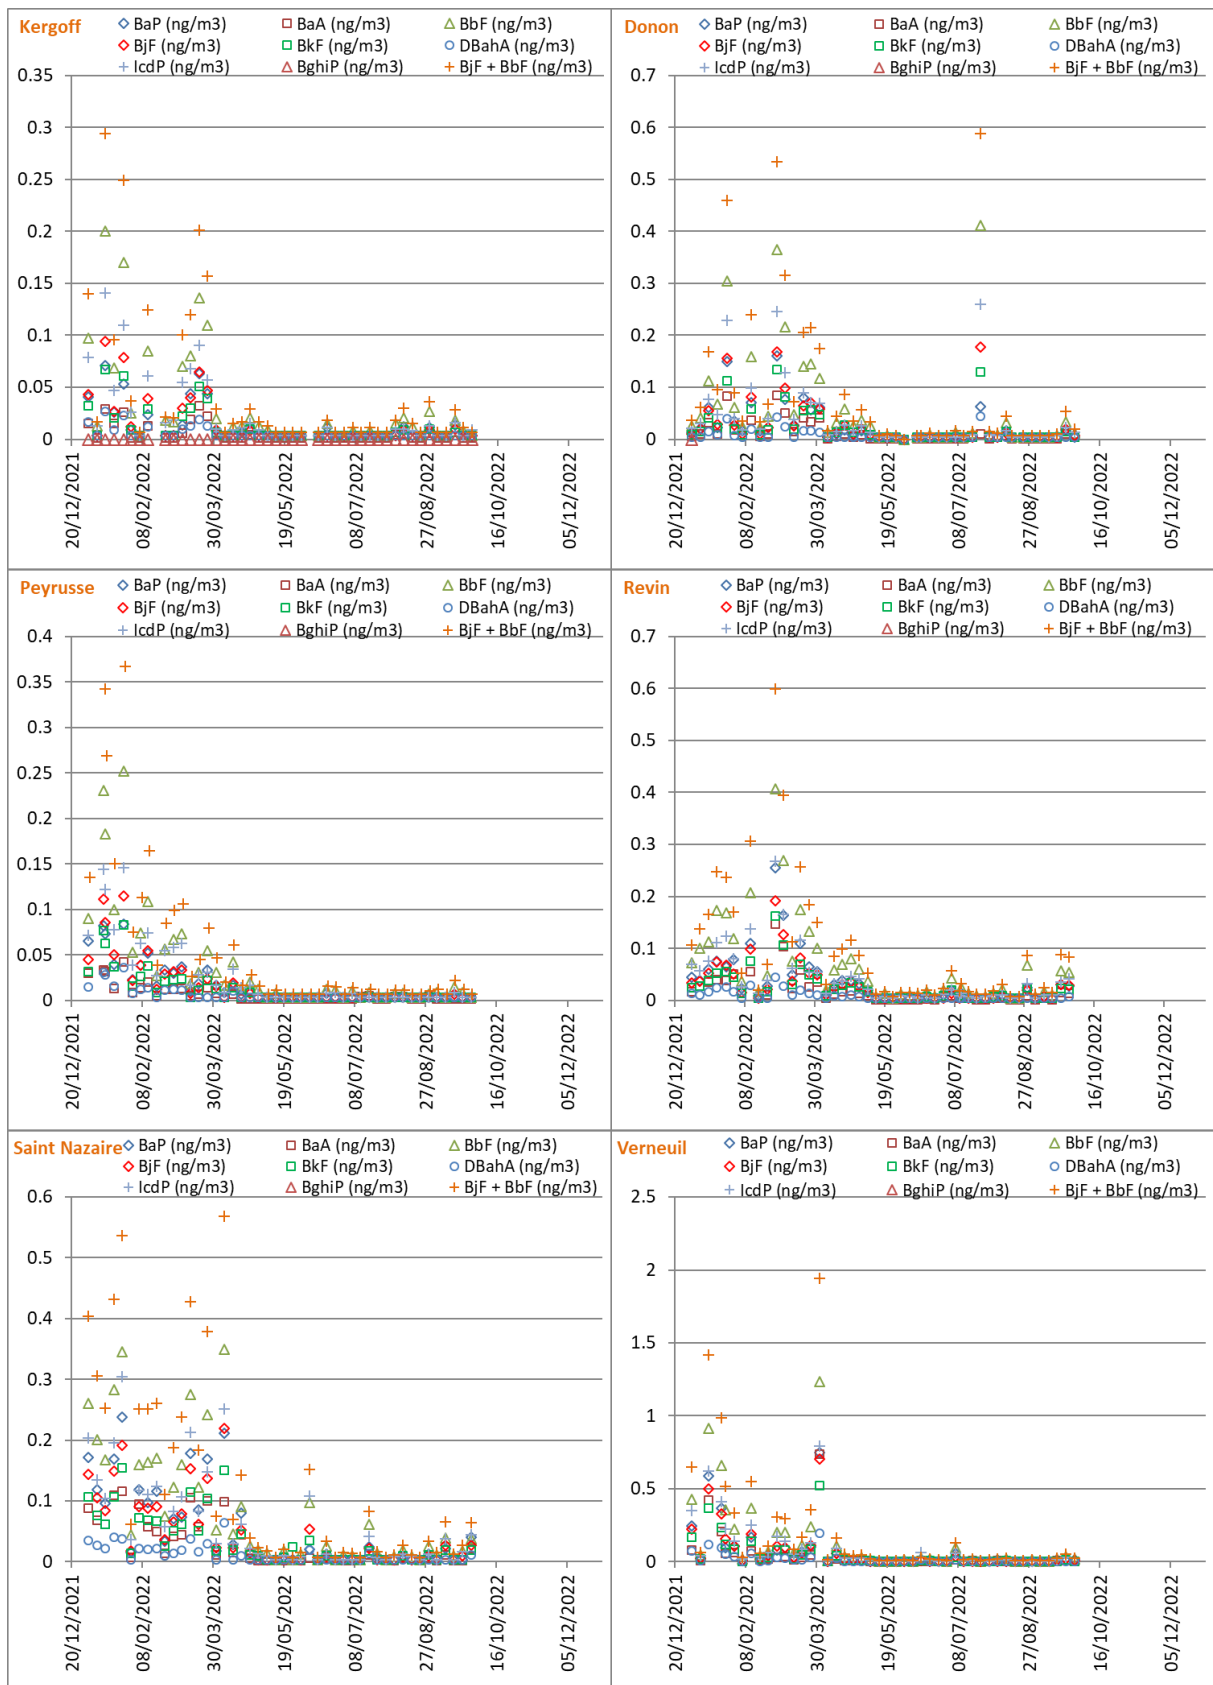 Kergoff
BaP (ng/m3) BaA (ng/m3) BbF (ng/m3)
BjF (ng/m3) BkF (ng/m3) DBahA (ng/m3)
IcdP (ng/m3) BghiP (ng/m3) BjF + BbF (ng/m3)
0.35
0.3
0.25
0.2
0.15
0.1
0.05
0
20/12/2021 08/02/2022 30/03/2022 19/05/2022 08/07/2022 27/08/2022 16/10/2022 05/12/2022
Donon
BaP (ng/m3) BaA (ng/m3) BbF (ng/m3)
BjF (ng/m3) BkF (ng/m3) DBahA (ng/m3)
IcdP (ng/m3) BghiP (ng/m3) BjF + BbF (ng/m3)
0.7
0.6
0.5
0.4
0.3
0.2
0.1
0
20/12/2021 08/02/2022 30/03/2022 19/05/2022 08/07/2022 27/08/2022 16/10/2022 05/12/2022
Peyrusse
BaP (ng/m3) BaA (ng/m3) BbF (ng/m3)
BjF (ng/m3) BkF (ng/m3) DBahA (ng/m3)
IcdP (ng/m3) BghiP (ng/m3) BjF + BbF (ng/m3)
0.4
0.35
0.3
0.25
0.2
0.15
0.1
0.05
0
20/12/2021 08/02/2022 30/03/2022 19/05/2022 08/07/2022 27/08/2022 16/10/2022 05/12/2022
Revin
BaP (ng/m3) BaA (ng/m3) BbF (ng/m3)
BjF (ng/m3) BkF (ng/m3) DBahA (ng/m3)
IcdP (ng/m3) BghiP (ng/m3) BjF + BbF (ng/m3)
0.7
0.6
0.5
0.4
0.3
0.2
0.1
0
20/12/2021 08/02/2022 30/03/2022 19/05/2022 08/07/2022 27/08/2022 16/10/2022 05/12/2022
Saint Nazaire
BaP (ng/m3) BaA (ng/m3) BbF (ng/m3)
BjF (ng/m3) BkF (ng/m3) DBahA (ng/m3)
IcdP (ng/m3) BghiP (ng/m3) BjF + BbF (ng/m3)
0.6
0.5
0.4
0.3
0.2
0.1
0
20/12/2021 08/02/2022 30/03/2022 19/05/2022 08/07/2022 27/08/2022 16/10/2022 05/12/2022
Verneuil
BaP (ng/m3) BaA (ng/m3) BbF (ng/m3)
BjF (ng/m3) BkF (ng/m3) DBahA (ng/m3)
IcdP (ng/m3) BghiP (ng/m3) BjF + BbF (ng/m3)
2.5
2
1.5
1
0.5
0
20/12/2021 08/02/2022 30/03/2022 19/05/2022 08/07/2022 27/08/2022 16/10/2022 05/12/2022